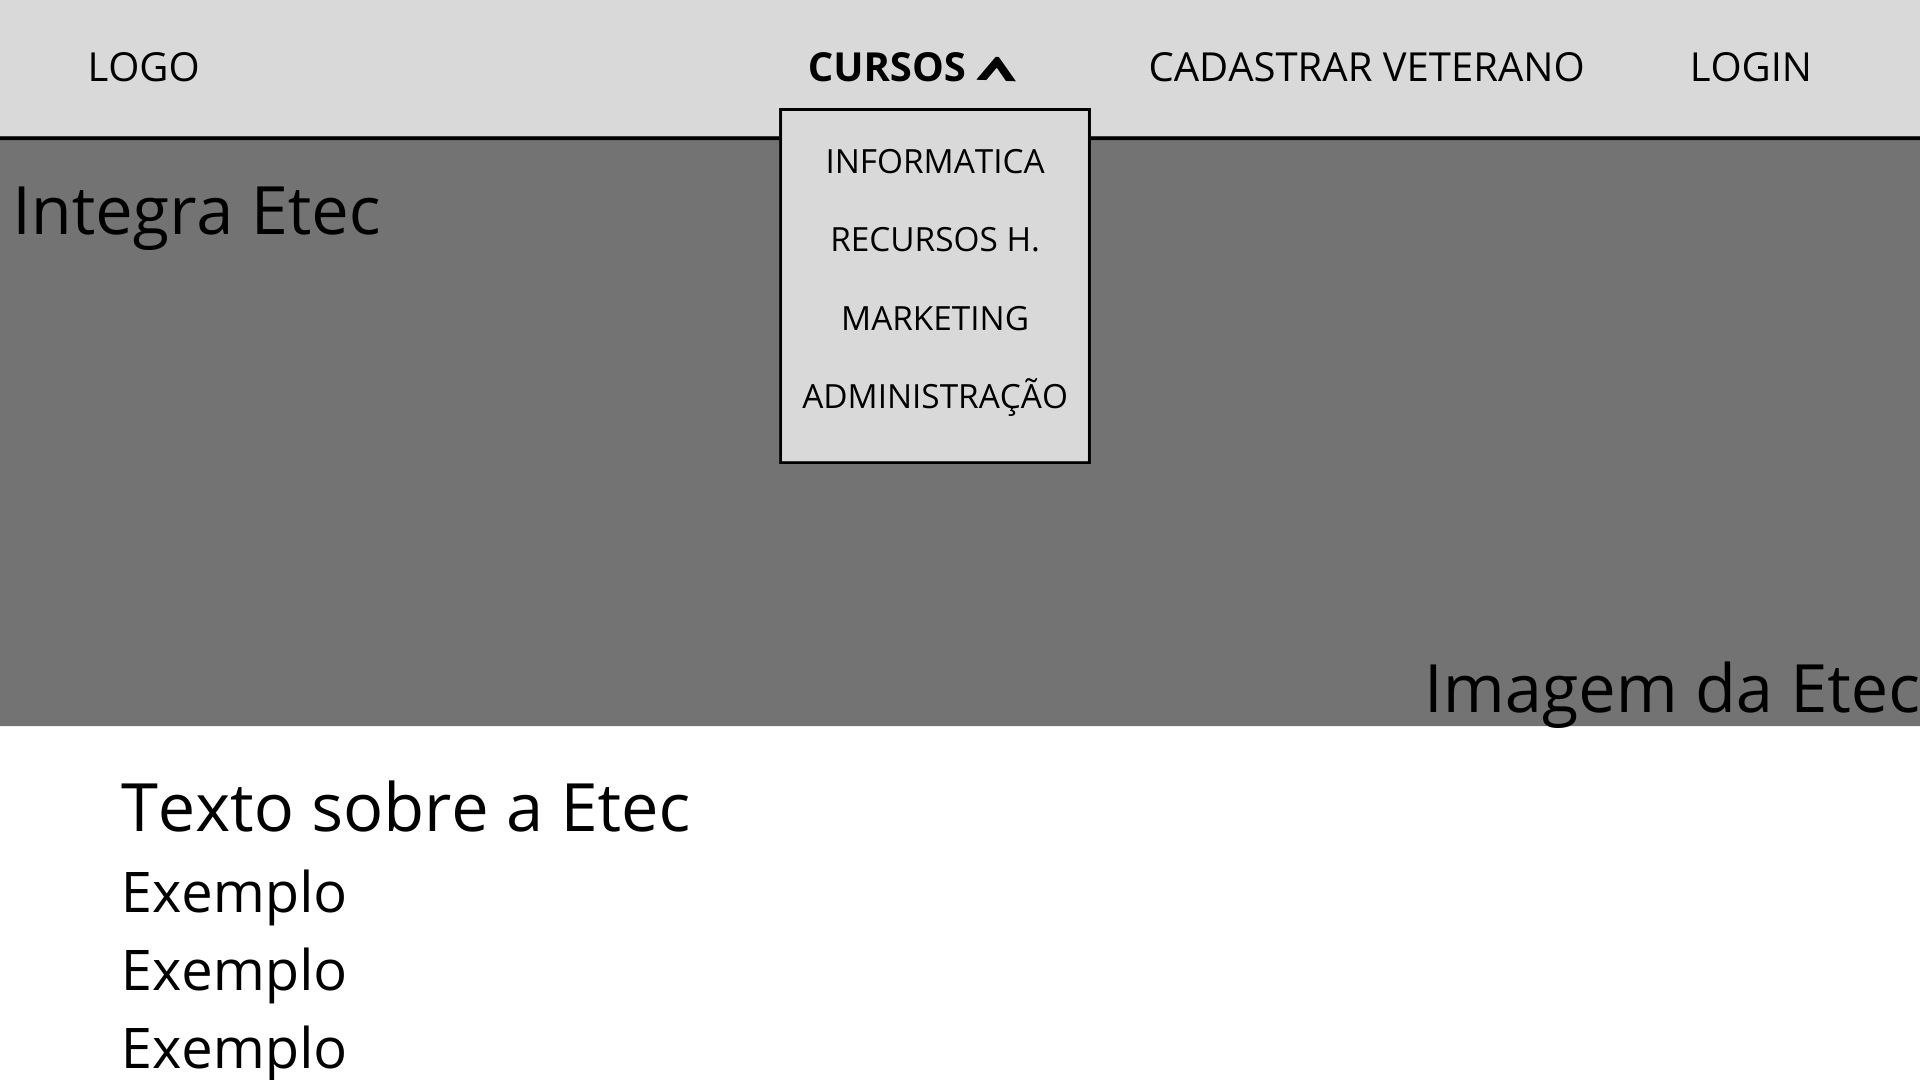 LOGO
CURSOS
CADASTRAR VETERANO
LOGIN
INFORMATICA
RECURSOS H.
MARKETING
ADMINISTRAÇÃO
Integra Etec
Imagem da Etec
Texto sobre a Etec
Exemplo
Exemplo
Exemplo